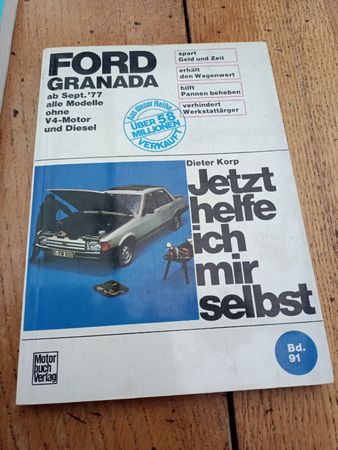 FORD
GRANADA
ab Sept.'77
alle Modelle
ohne
V4-Motor
und Diesel
spart
Geld und Zeit
erhält
den Wagenwert
hilft
Pannen beheben
verhindert
Werkstattärger
Aus dieser Reihe
ÜBER 5,8
MILLIONEN
VERKAUFT
Dieter Korp
Jetzt
helfe
ich
mir
selbst
Bd.
91
Motor
buch
Verlag